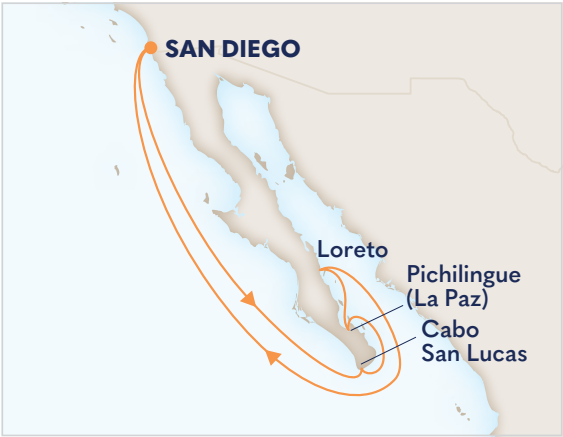 SAN DIEGO
Loreto
Pichilingue
(La Paz)
Cabo
San Lucas